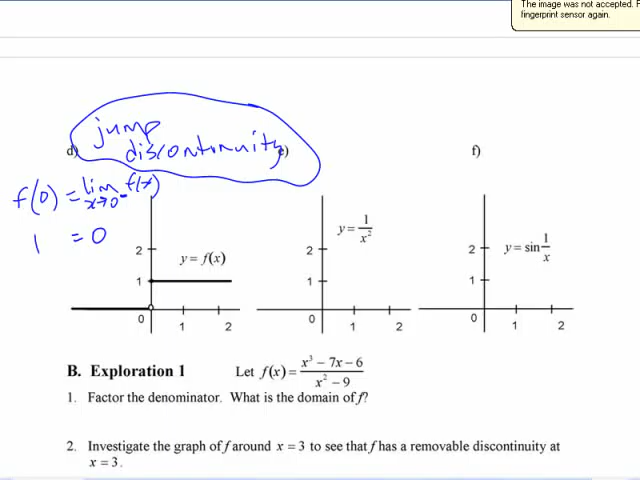 The image was not accepted.
fingerprint sensor again.
jump
discontinuity
d)
e)
f)
f(0) = lim f(x)
x→0⁻
1 = 0
2
1
0
1
2
y = f(x)
2
1
0
1
2
y = 1/x²
2
1
0
1
2
y = sin 1/x
B. Exploration 1 Let f(x) = (x³ − 7x − 6)/(x² − 9)
1. Factor the denominator. What is the domain of f?
2. Investigate the graph of f around x = 3 to see that f has a removable discontinuity at
x = 3.